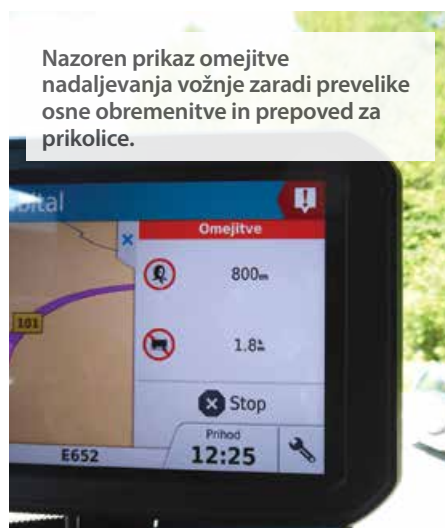 Nazoren prikaz omejitve
nadaljevanja vožnje zaradi prevelike
osne obremenitve in prepoved za
prikolice.
Omejitve
800m
101
1.8
Stop
Prihod
E652
12:25